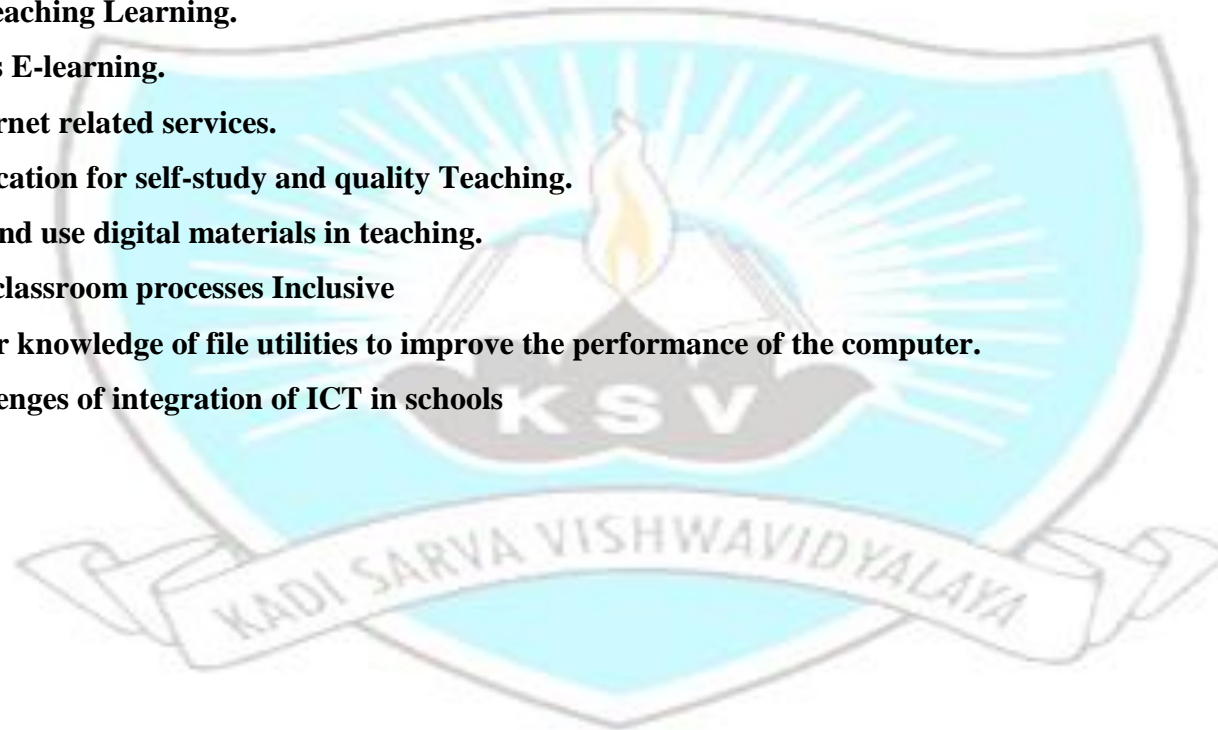 eaching Learning.
s E-learning.
rnet related services.
cation for self-study and quality Teaching.
nd use digital materials in teaching.
classroom processes Inclusive
r knowledge of file utilities to improve the performance of the computer.
enges of integration of ICT in schools
KSV
KADI SARVA VISHWAVIDYALAYA